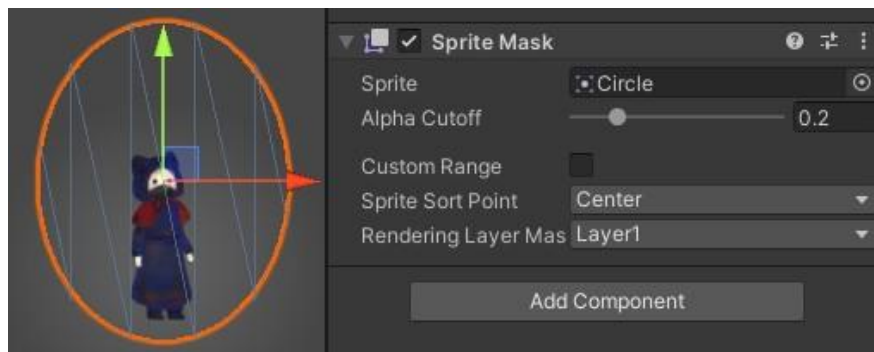 Sprite Mask
Sprite Circle
Alpha Cutoff 0.2
Custom Range
Sprite Sort Point Center
Rendering Layer Mas Layer1
Add Component